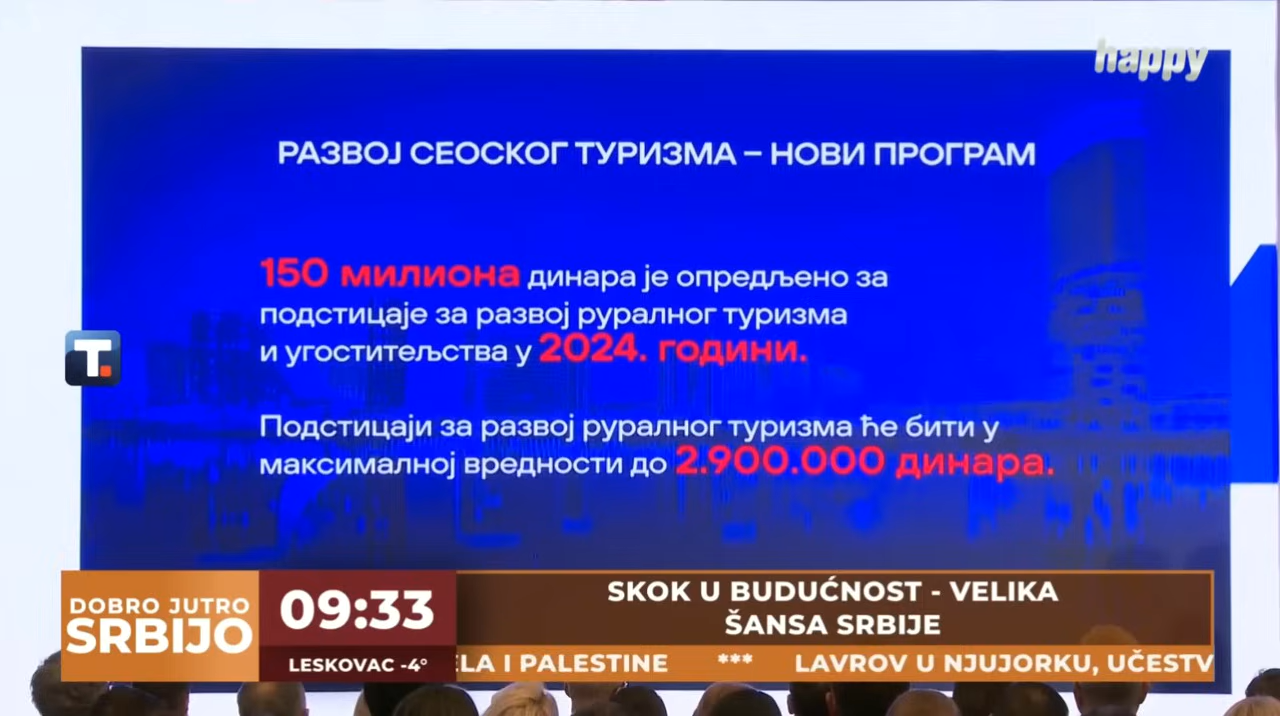 happy
РАЗВОЈ СЕОСКОГ ТУРИЗМА – НОВИ ПРОГРАМ
150 милиона динара је опредљено за
подстицаје за развој руралног туризма
и угоститељства у 2024. години.
Подстицаји за развој руралног туризма ће бити у
максималној вредности до 2.900.000 динара.
T.
DOBRO JUTRO
SRBIJO
09:33
LESKOVAC -4°
SKOK U BUDUĆNOST - VELIKA
ŠANSA SRBIJE
ELA I PALESTINE *** LAVROV U NJUJORKU, UČESTV